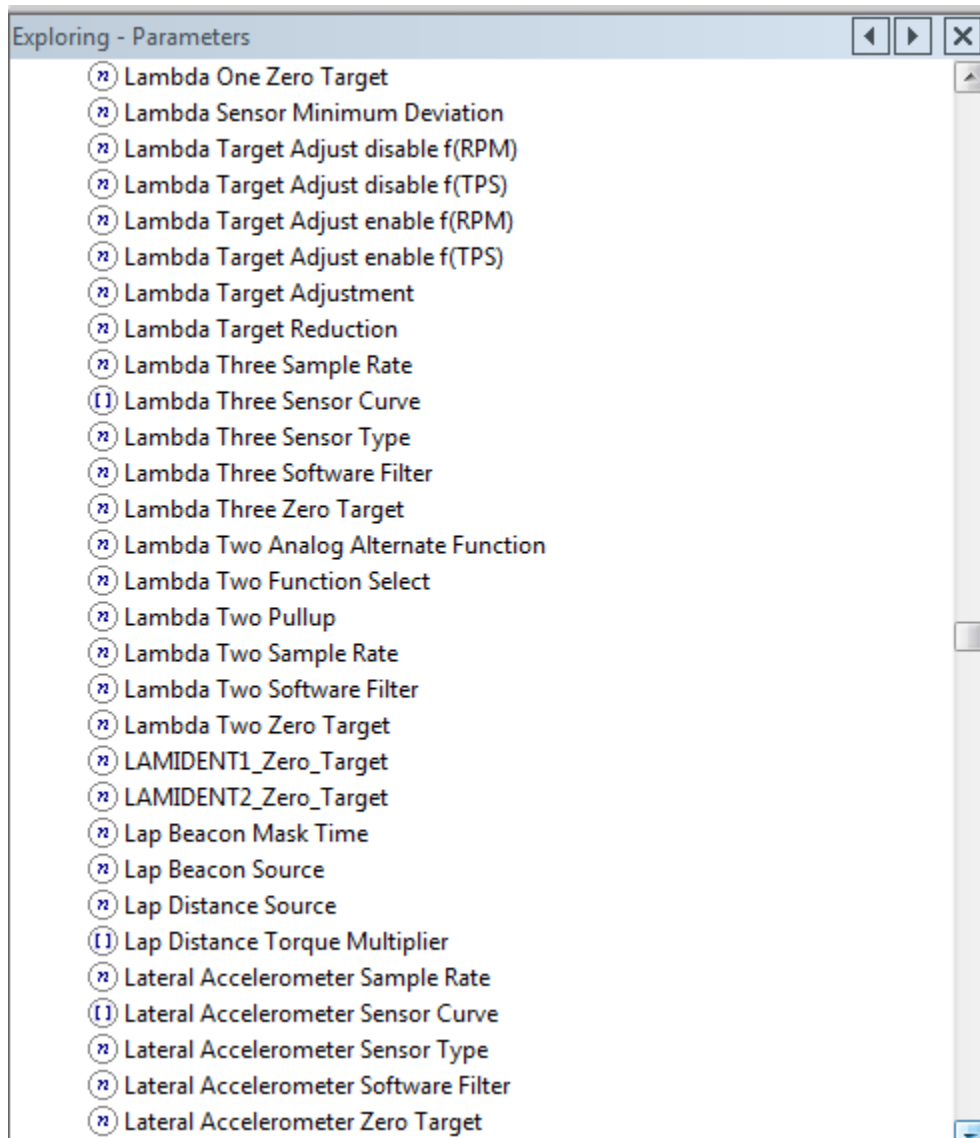 Exploring - Parameters
Lambda One Zero Target
Lambda Sensor Minimum Deviation
Lambda Target Adjust disable f(RPM)
Lambda Target Adjust disable f(TPS)
Lambda Target Adjust enable f(RPM)
Lambda Target Adjust enable f(TPS)
Lambda Target Adjustment
Lambda Target Reduction
Lambda Three Sample Rate
Lambda Three Sensor Curve
Lambda Three Sensor Type
Lambda Three Software Filter
Lambda Three Zero Target
Lambda Two Analog Alternate Function
Lambda Two Function Select
Lambda Two Pullup
Lambda Two Sample Rate
Lambda Two Software Filter
Lambda Two Zero Target
LAMIDENT1_Zero_Target
LAMIDENT2_Zero_Target
Lap Beacon Mask Time
Lap Beacon Source
Lap Distance Source
Lap Distance Torque Multiplier
Lateral Accelerometer Sample Rate
Lateral Accelerometer Sensor Curve
Lateral Accelerometer Sensor Type
Lateral Accelerometer Software Filter
Lateral Accelerometer Zero Target